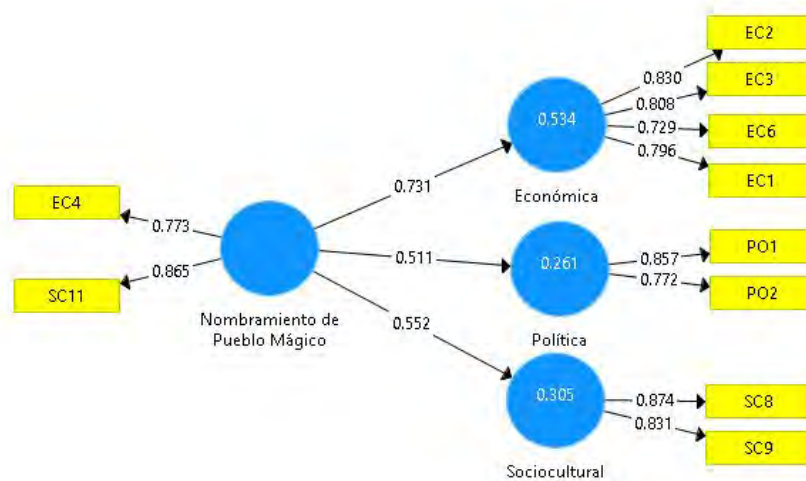 EC4
SC11
0.773
0.865
Nombramiento de
Pueblo Mágico
0.731
0.511
0.552
0.534
Económica
0.261
Política
0.305
Sociocultural
0.830
0.808
0.729
0.796
0.857
0.772
0.874
0.831
EC2
EC3
EC6
EC1
PO1
PO2
SC8
SC9